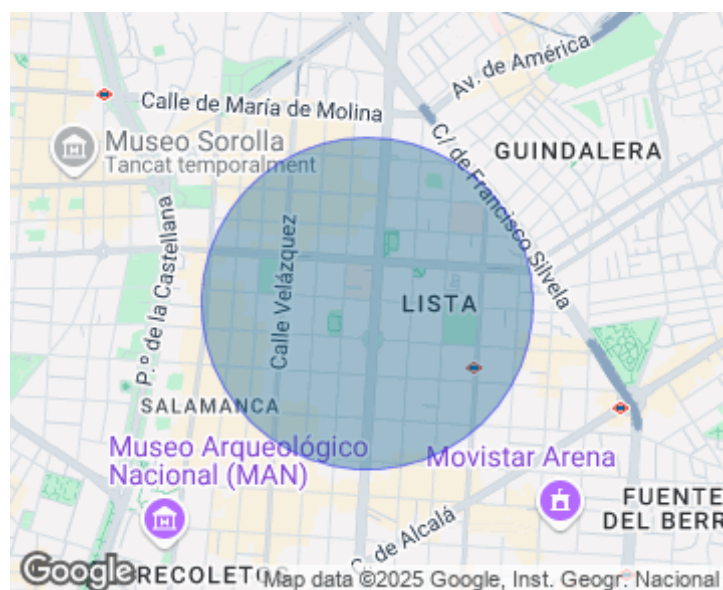 Av. de América
Calle de María de Molina
Museo Sorolla
Tancat temporalment
GUINDALERA
C/ de Francisco Silvela
P.º de la Castellana
Calle Velázquez
LISTA
SALAMANCA
Museo Arqueológico
Nacional (MAN)
Movistar Arena
C. de Alcalá
FUENTE
DEL BERR
RECOLETOS
Google
Map data ©2025 Google, Inst. Geogr. Nacional